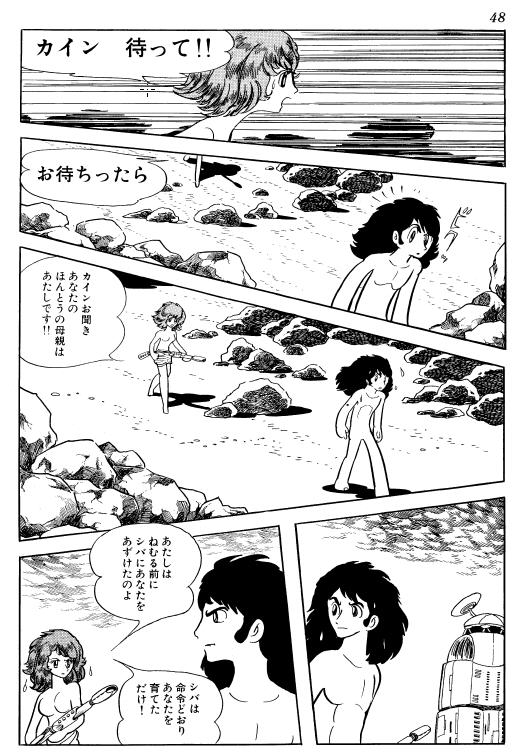 48
カイン　待って!!
お待ちったら
ビクッ
カインお聞き
あなたの
ほんとうの母親は
あたしです!!
あたしは
ねむる前に
シバにあなたを
あずけたのよ
シバは
命令どおり
あなたを
育てた
だけ!